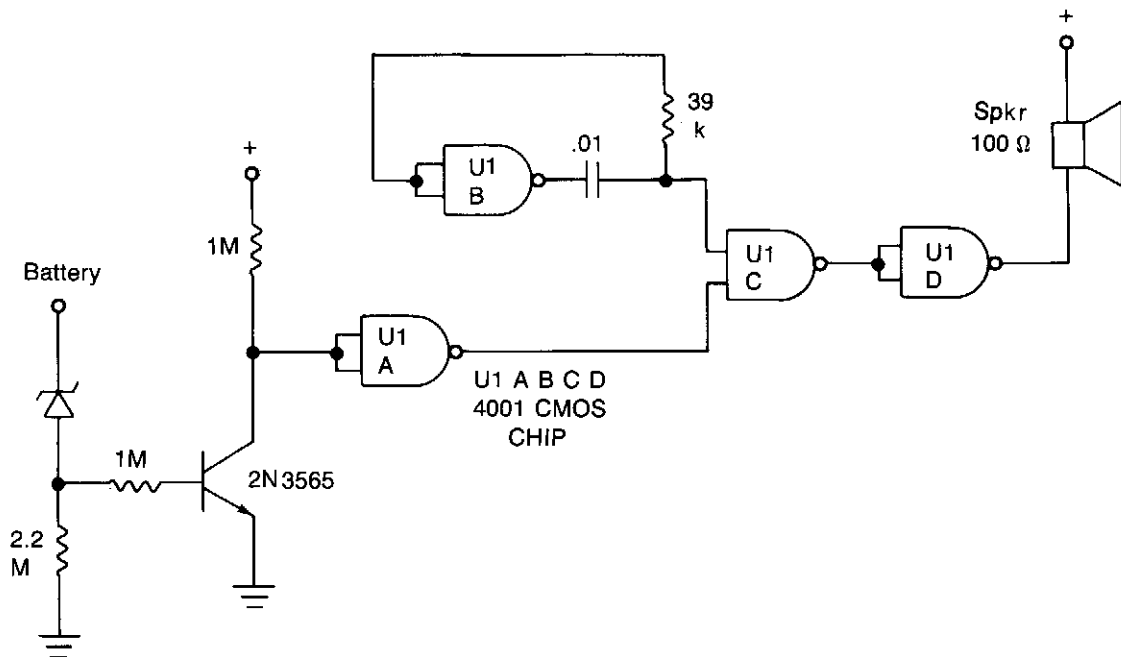 +
Spkr
100 Ω
39
k
.01
U1
B
+
1M
U1
C
U1
D
Battery
U1
A
U1 A B C D
4001 CMOS
CHIP
1M
2N3565
2.2
M